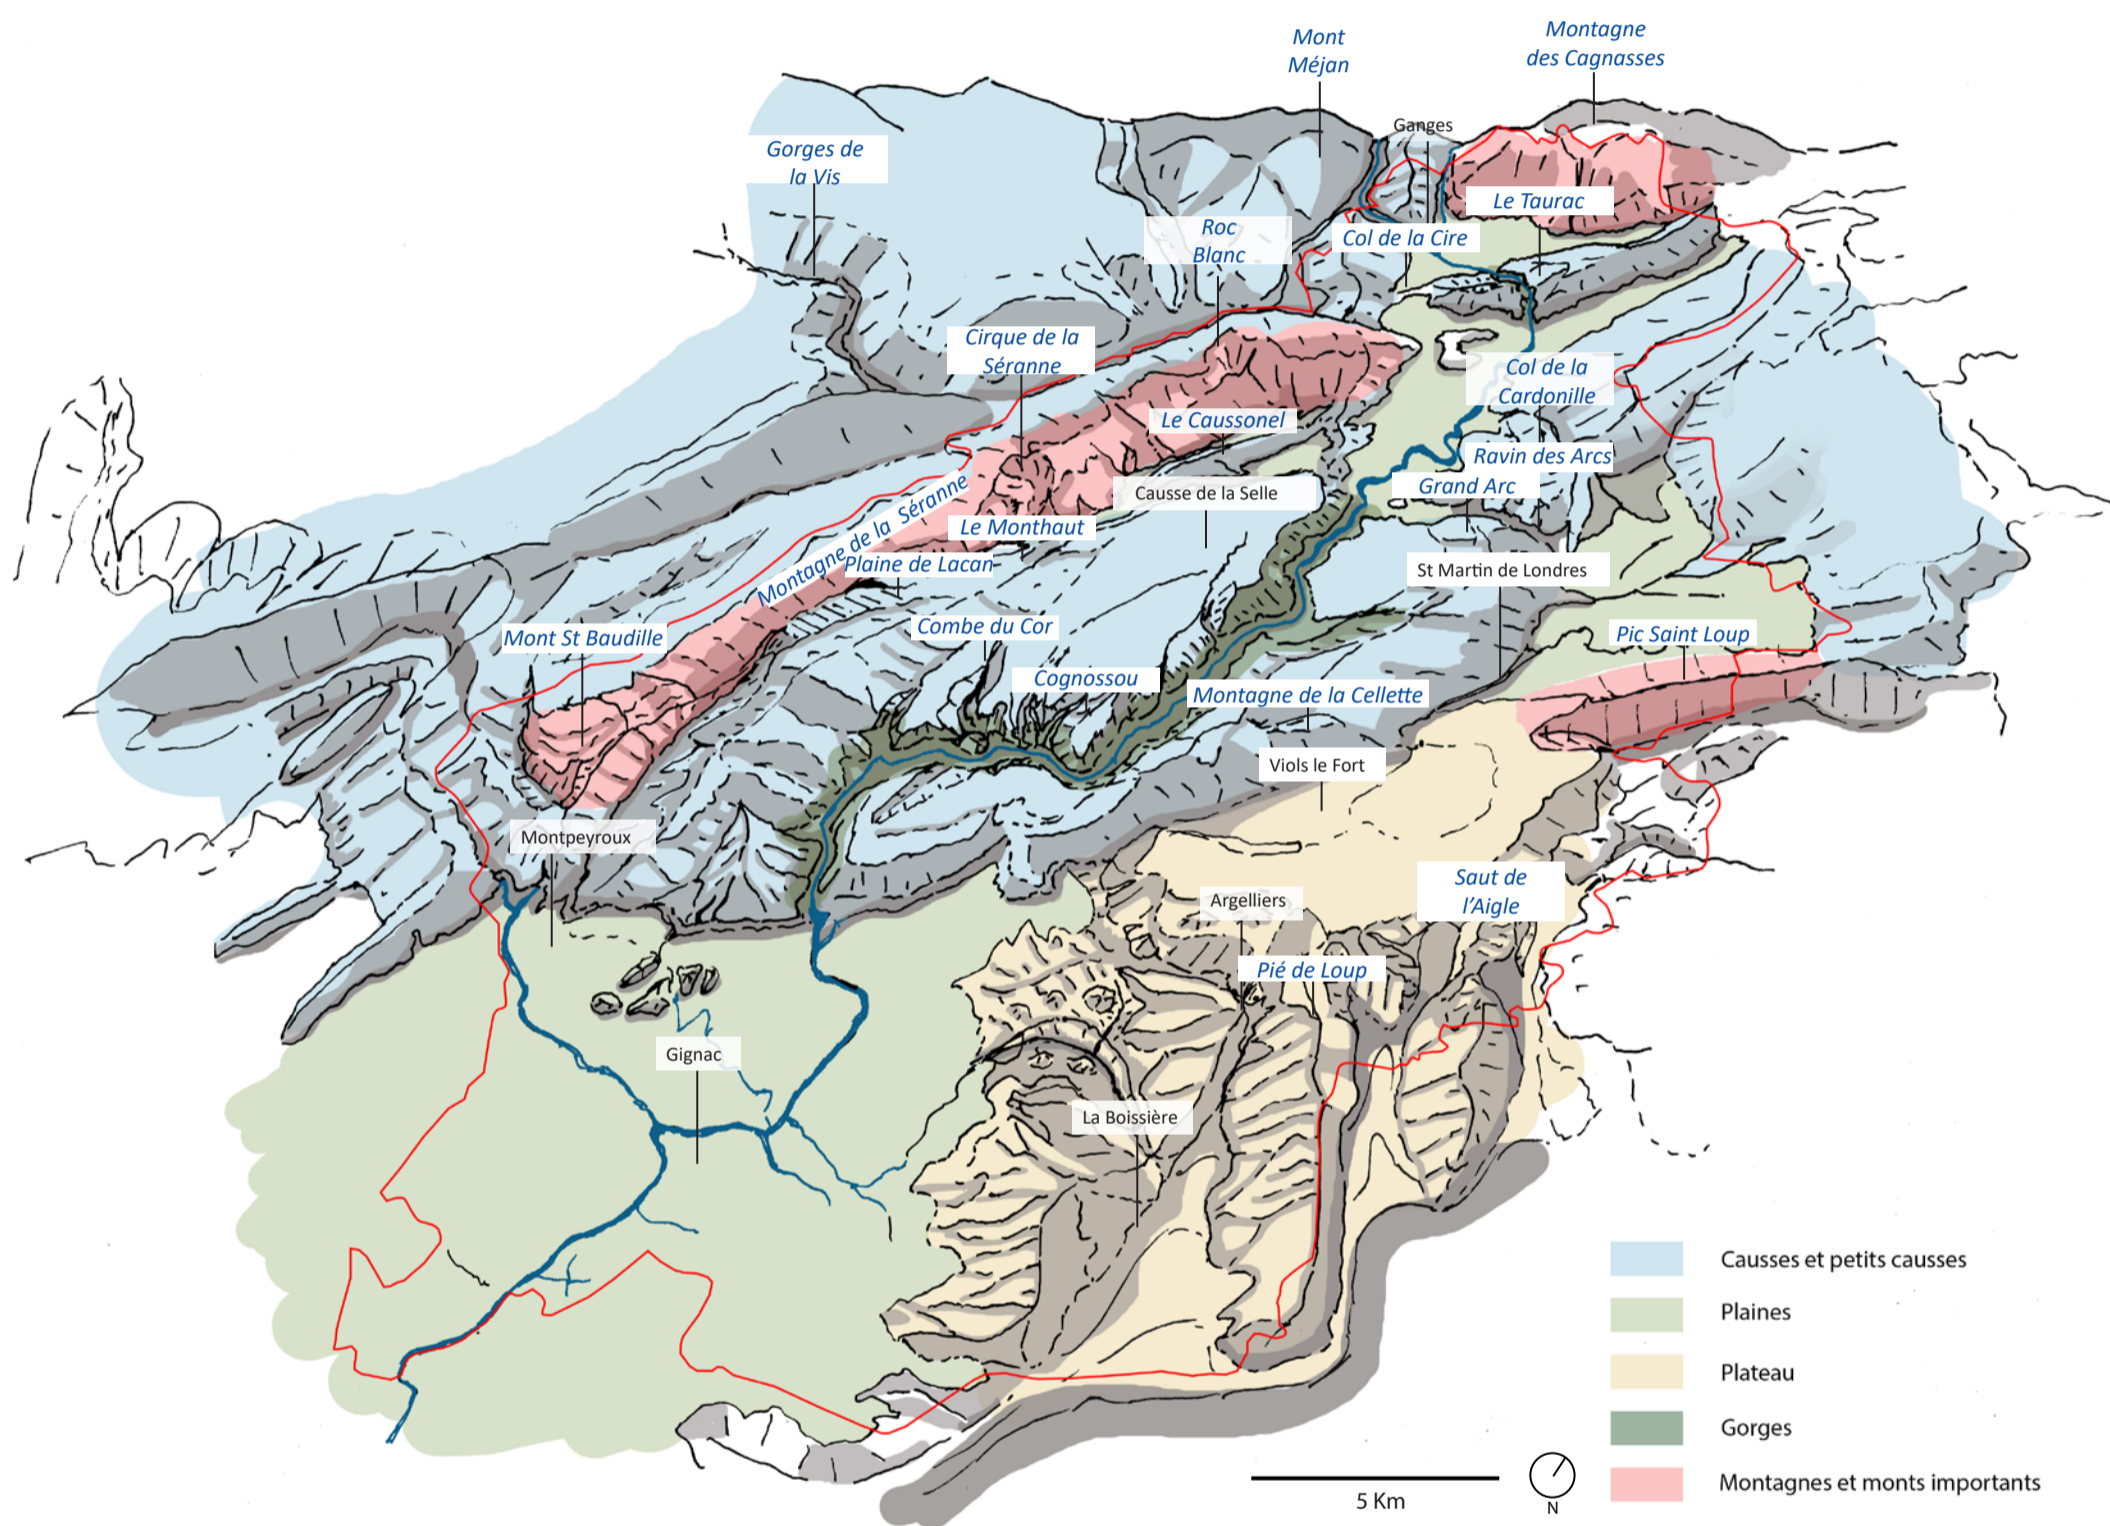 Montagne
des Cagnasses
Mont
Méjan
Ganges
Gorges de
la Vis
Le Taurac
Roc
Blanc
Col de la Cire
Cirque de la
Séranne
Col de la
Cardonille
Le Caussonel
Ravin des Arcs
Grand Arc
Causse de la Selle
Montagne de la Séranne
Le Monthaut
Plaine de Lacan
St Martin de Londres
Combe du Cor
Mont St Baudille
Pic Saint Loup
Cognossou
Montagne de la Cellette
Viols le Fort
Montpeyroux
Saut de
l'Aigle
Argelliers
Pié de Loup
Gignac
La Boissière
Causses et petits causses
Plaines
Plateau
Gorges
Montagnes et monts importants
5 Km
N